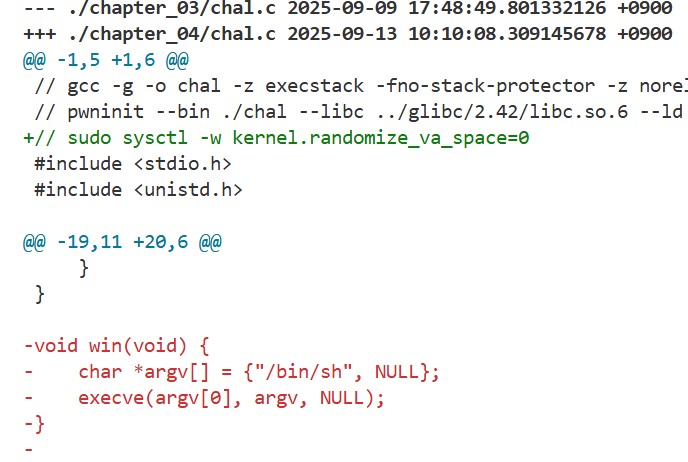 --- ./chapter_03/chal.c 2025-09-09 17:48:49.801332126 +0900
+++ ./chapter_04/chal.c 2025-09-13 10:10:08.309145678 +0900
@@ -1,5 +1,6 @@
 // gcc -g -o chal -z execstack -fno-stack-protector -z norel
 // pwninit --bin ./chal --libc ../glibc/2.42/libc.so.6 --ld
+// sudo sysctl -w kernel.randomize_va_space=0
 #include <stdio.h>
 #include <unistd.h>

@@ -19,11 +20,6 @@
     }
 }

-void win(void) {
-    char *argv[] = {"/bin/sh", NULL};
-    execve(argv[0], argv, NULL);
-}
-